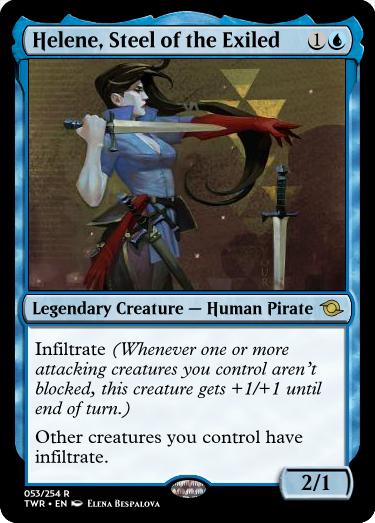 Helene, Steel of the Exiled 1
Legendary Creature — Human Pirate
Infiltrate (Whenever one or more
attacking creatures you control aren't
blocked, this creature gets +1/+1 until
end of turn.)
Other creatures you control have
infiltrate.
2/1
053/254 R
TWR • EN Elena Bespalova